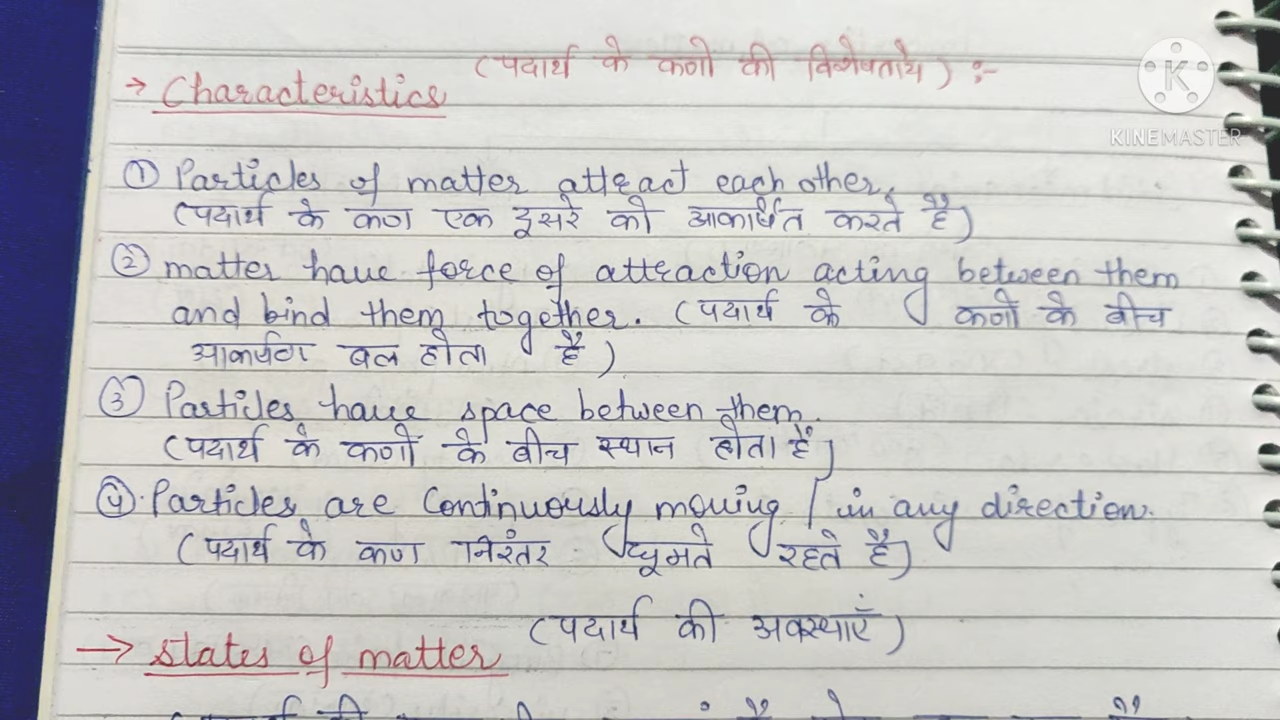 (पदार्थ के कणो की विशेषताये) :-
→ Characteristics
K
KINEMASTER
① Particles of matter attract each other.
(पदार्थ के कण एक दूसरे को आकर्षित करते है)
② matter have force of attraction acting between them
and bind them together. (पदार्थ के कणो के बीच
आकर्षण बल होता है)
③ Particles have space between them.
(पदार्थ के कणो के बीच स्थान होता है)
④ Particles are continuously moving / in any direction.
(पदार्थ के कण निरंतर घूमते रहते है)
(पदार्थ की अवस्थाएँ)
→ States of matter